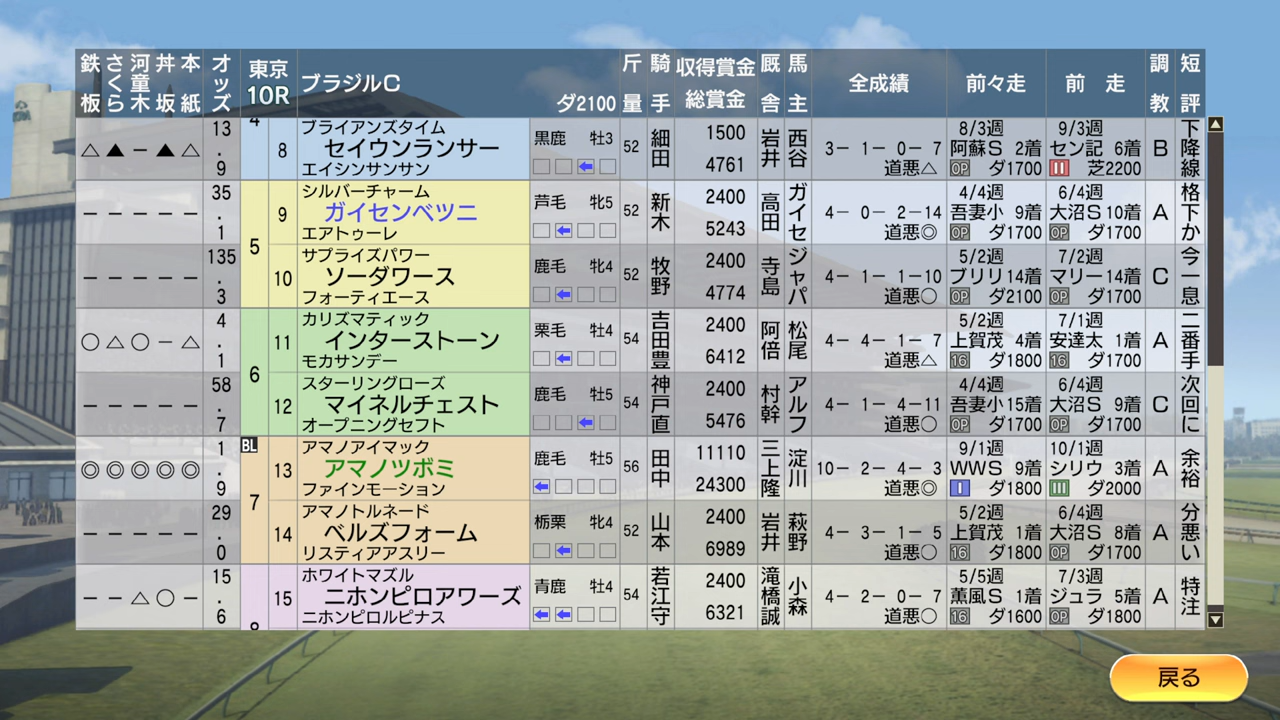 鉄板 さくら 河童木 井坂 本紙 オッズ 東京10R ブラジルC ダ2100 斤量 騎手 収得賞金 総賞金 厩舎 馬主 全成績 前々走 前 走 調教 短評
△ ▲ － ▲ △ 13.9 4 8 ブライアンズタイム 黒鹿 牡3 52 細田 1500 岩井 西谷 3－ 1－ 0－ 7 8/3週 9/3週 B 下降線
セイウンランサー 阿蘇S 2着 セン記 6着
エイシンサンサン 4761 道悪△ OP ダ1700 II 芝2200
－ － － － － 35.1 5 9 シルバーチャーム 芦毛 牝5 52 新木 2400 高田 ガイセ 4－ 0－ 2－14 4/4週 6/4週 A 格下か
ガイセンベツニ 吾妻小 9着 大沼S 10着
エアトゥーレ 5243 道悪◎ OP ダ1700 OP ダ1700
－ － － － － 135.3 10 サプライズパワー 鹿毛 牝4 52 牧野 2400 寺島 ジャパ 4－ 1－ 1－10 5/2週 7/2週 C 今一息
ソーダワース ブリリ 14着 マリー 14着
フォーティエース 4774 道悪○ OP ダ2100 OP ダ1700
○ △ ○ － △ 4.1 6 11 カリズマティック 栗毛 牡4 54 吉田豊 2400 阿倍 松尾 4－ 4－ 1－ 7 5/2週 7/1週 A 二番手
インターストーン 上賀茂 4着 安達太 1着
モカサンデー 6412 道悪△ 16 ダ1800 16 ダ1700
－ － － － － 58.7 12 スターリングローズ 鹿毛 牡5 54 神戸直 2400 村幹 アルフ 4－ 1－ 4－11 4/4週 6/4週 C 次回に
マイネルチェスト 吾妻小 15着 大沼S 9着
オープニングセフト 5476 道悪○ OP ダ1700 OP ダ1700
◎ ◎ ◎ ◎ ◎ 1.9 BL 7 13 アマノアイマック 鹿毛 牡5 56 田中 11110 三上隆 淀川 10－ 2－ 4－ 3 9/1週 10/1週 A 余裕
アマノツボミ WWS 9着 シリウ 3着
ファインモーション 24300 道悪◎ I ダ1800 III ダ2000
－ － － － － 29.0 14 アマノトルネード 栃栗 牝4 52 山本 2400 岩井 萩野 4－ 3－ 1－ 5 5/2週 6/4週 A 分悪い
ベルズフォーム 上賀茂 1着 大沼S 8着
リスティアアスリー 6989 道悪○ 16 ダ1800 OP ダ1700
－ － △ ○ － 15.6 8 15 ホワイトマズル 青鹿 牡4 54 若江守 2400 滝橋誠 小森 4－ 2－ 0－ 7 5/5週 7/3週 A 特注
ニホンピロアワーズ 薫風S 1着 ジュラ 5着
ニホンピロルピナス 6321 道悪○ 16 ダ1600 OP ダ1800
戻る